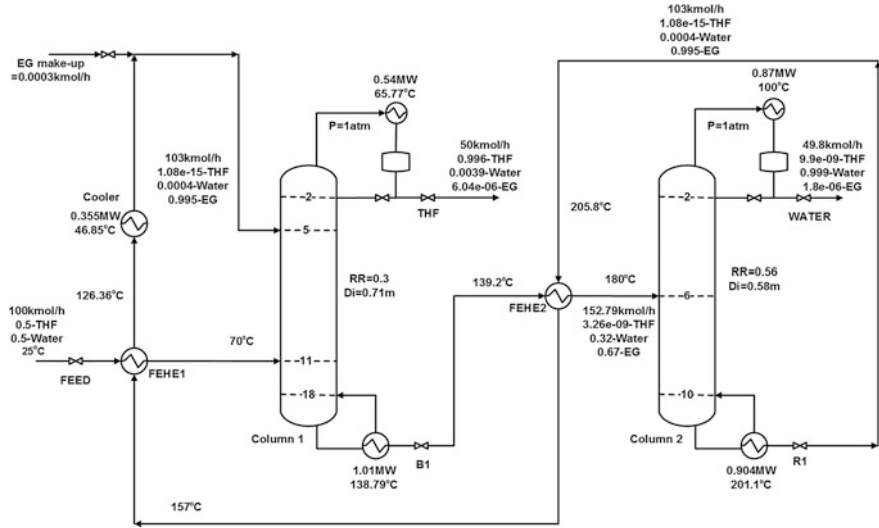 103kmol/h
1.08e-15-THF
0.0004-Water
0.995-EG
EG make-up
=0.0003kmol/h
0.54MW
65.77°C
P=1atm
0.87MW
100°C
P=1atm
103kmol/h
1.08e-15-THF
0.0004-Water
0.995-EG
50kmol/h
0.996-THF
0.0039-Water
6.04e-06-EG
THF
49.8kmol/h
9.9e-09-THF
0.999-Water
1.8e-06-EG
WATER
Cooler
0.355MW
46.85°C
2
5
11
18
RR=0.3
Di=0.71m
205.8°C
2
6
10
RR=0.56
Di=0.58m
126.36°C
139.2°C
180°C
FEHE2
152.79kmol/h
3.26e-09-THF
0.32-Water
0.67-EG
100kmol/h
0.5-THF
0.5-Water
25°C
FEED
FEHE1
70°C
Column 1
B1
1.01MW
138.79°C
Column 2
R1
0.904MW
201.1°C
157°C